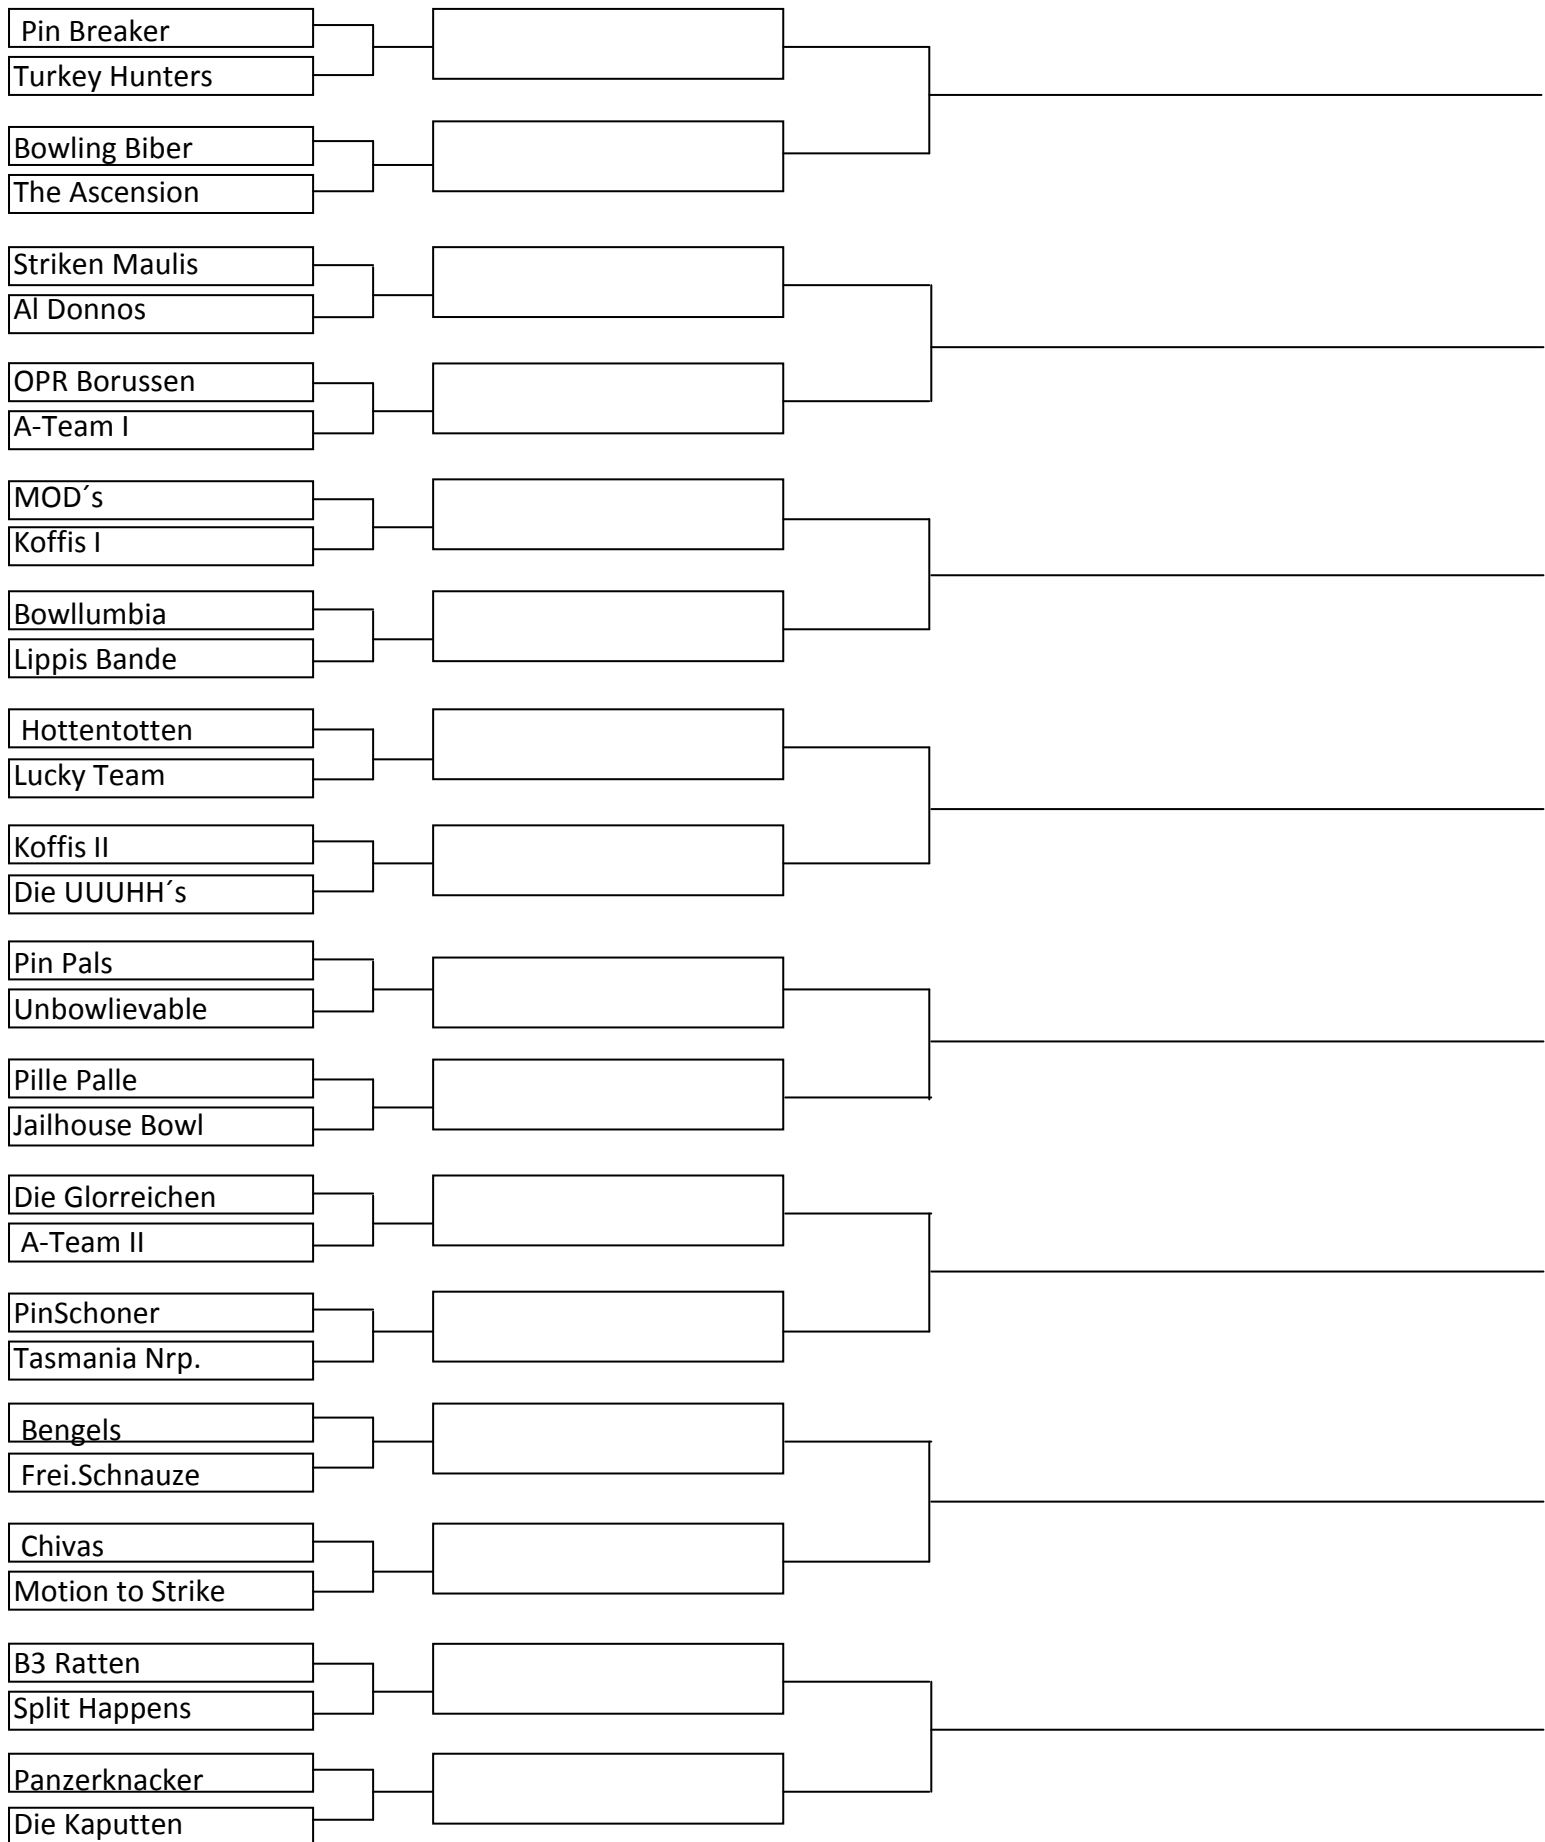 Pin Breaker
Turkey Hunters
Bowling Biber
The Ascension
Striken Maulis
Al Donnos
OPR Borussen
A-Team I
MOD´s
Koffis I
Bowllumbia
Lippis Bande
Hottentotten
Lucky Team
Koffis II
Die UUUHH´s
Pin Pals
Unbowlievable
Pille Palle
Jailhouse Bowl
Die Glorreichen
A-Team II
PinSchoner
Tasmania Nrp.
Bengels
Frei.Schnauze
Chivas
Motion to Strike
B3 Ratten
Split Happens
Panzerknacker
Die Kaputten